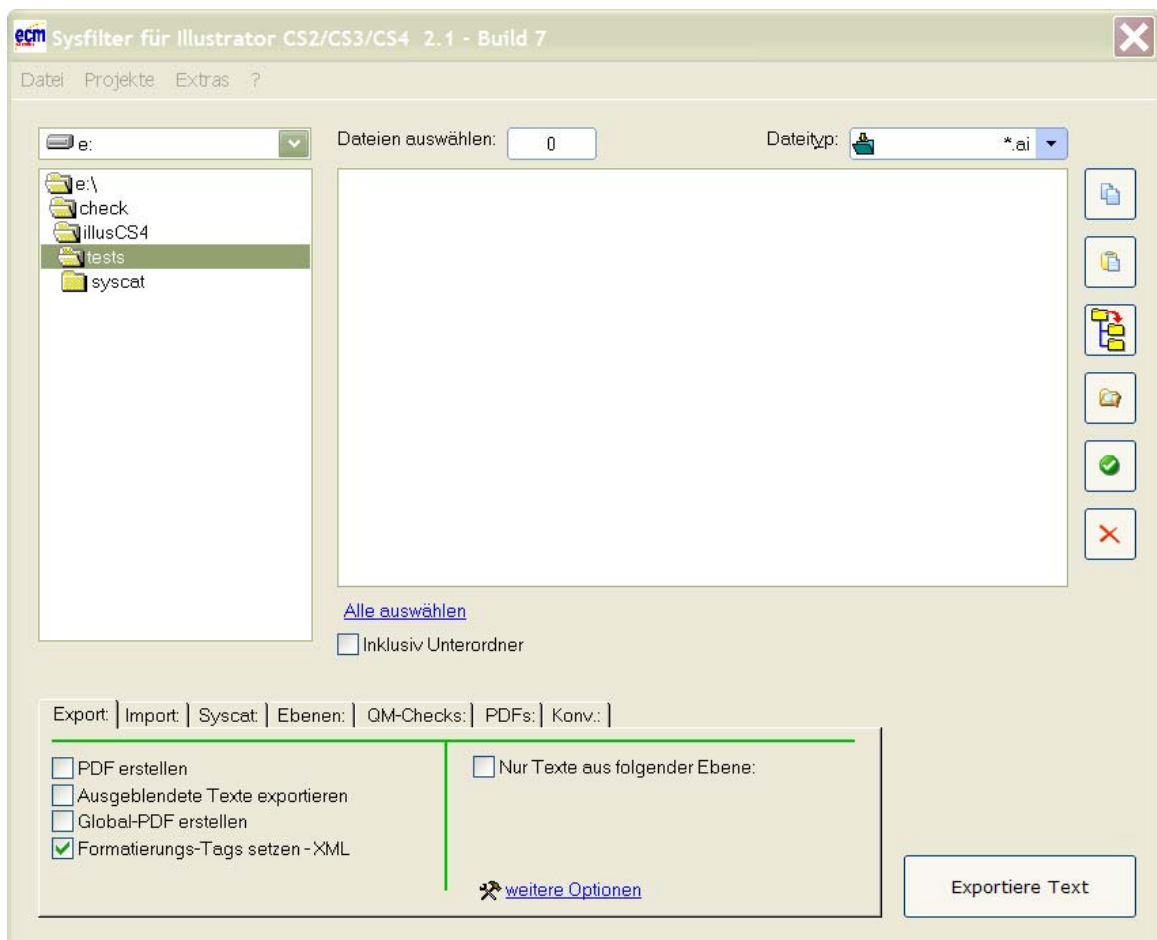 ecm Sysfilter für Illustrator CS2/CS3/CS4 2.1 - Build 7
Datei Projekte Extras ?
e: Dateien auswählen: 0 Dateityp: *.ai
e:\
check
illusCS4
tests
syscat
Alle auswählen
Inklusiv Unterordner
Export: Import: Syscat: Ebenen: QM-Checks: PDFs: Konv.:
PDF erstellen
Ausgeblendete Texte exportieren
Global-PDF erstellen
Formatierungs-Tags setzen - XML
Nur Texte aus folgender Ebene:
weitere Optionen
Exportiere Text